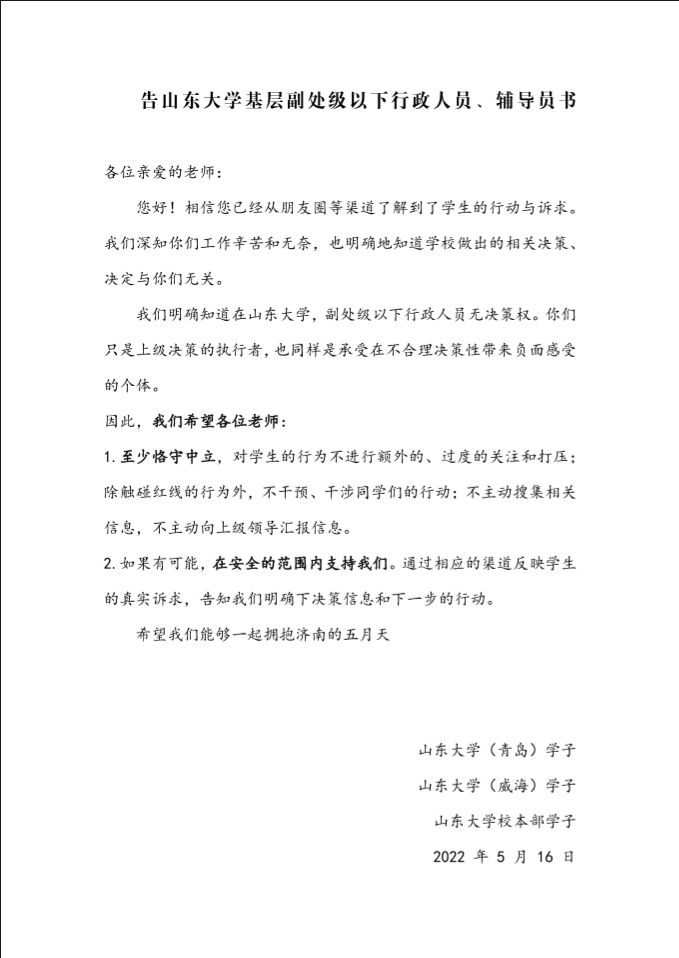 告山东大学基层副处级以下行政人员、辅导员书
各位亲爱的老师：
您好！相信您已经从朋友圈等渠道了解到了学生的行动与诉求。
我们深知你们工作辛苦和无奈，也明确地知道学校做出的相关决策、
决定与你们无关。
我们明确知道在山东大学，副处级以下行政人员无决策权。你们
只是上级决策的执行者，也同样是承受在不合理决策性带来负面感受
的个体。
因此，我们希望各位老师：
1.至少恪守中立，对学生的行为不进行额外的、过度的关注和打压；
除触碰红线的行为外，不干预、干涉同学们的行动；不主动搜集相关
信息，不主动向上级领导汇报信息。
2.如果有可能，在安全的范围内支持我们。通过相应的渠道反映学生
的真实诉求，告知我们明确下决策信息和下一步的行动。
希望我们能够一起拥抱济南的五月天
山东大学（青岛）学子
山东大学（威海）学子
山东大学校本部学子
2022 年 5 月 16 日